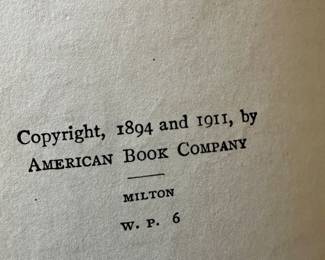 Copyright, 1894 and 1911, by
American Book Company
MILTON
W. P. 6